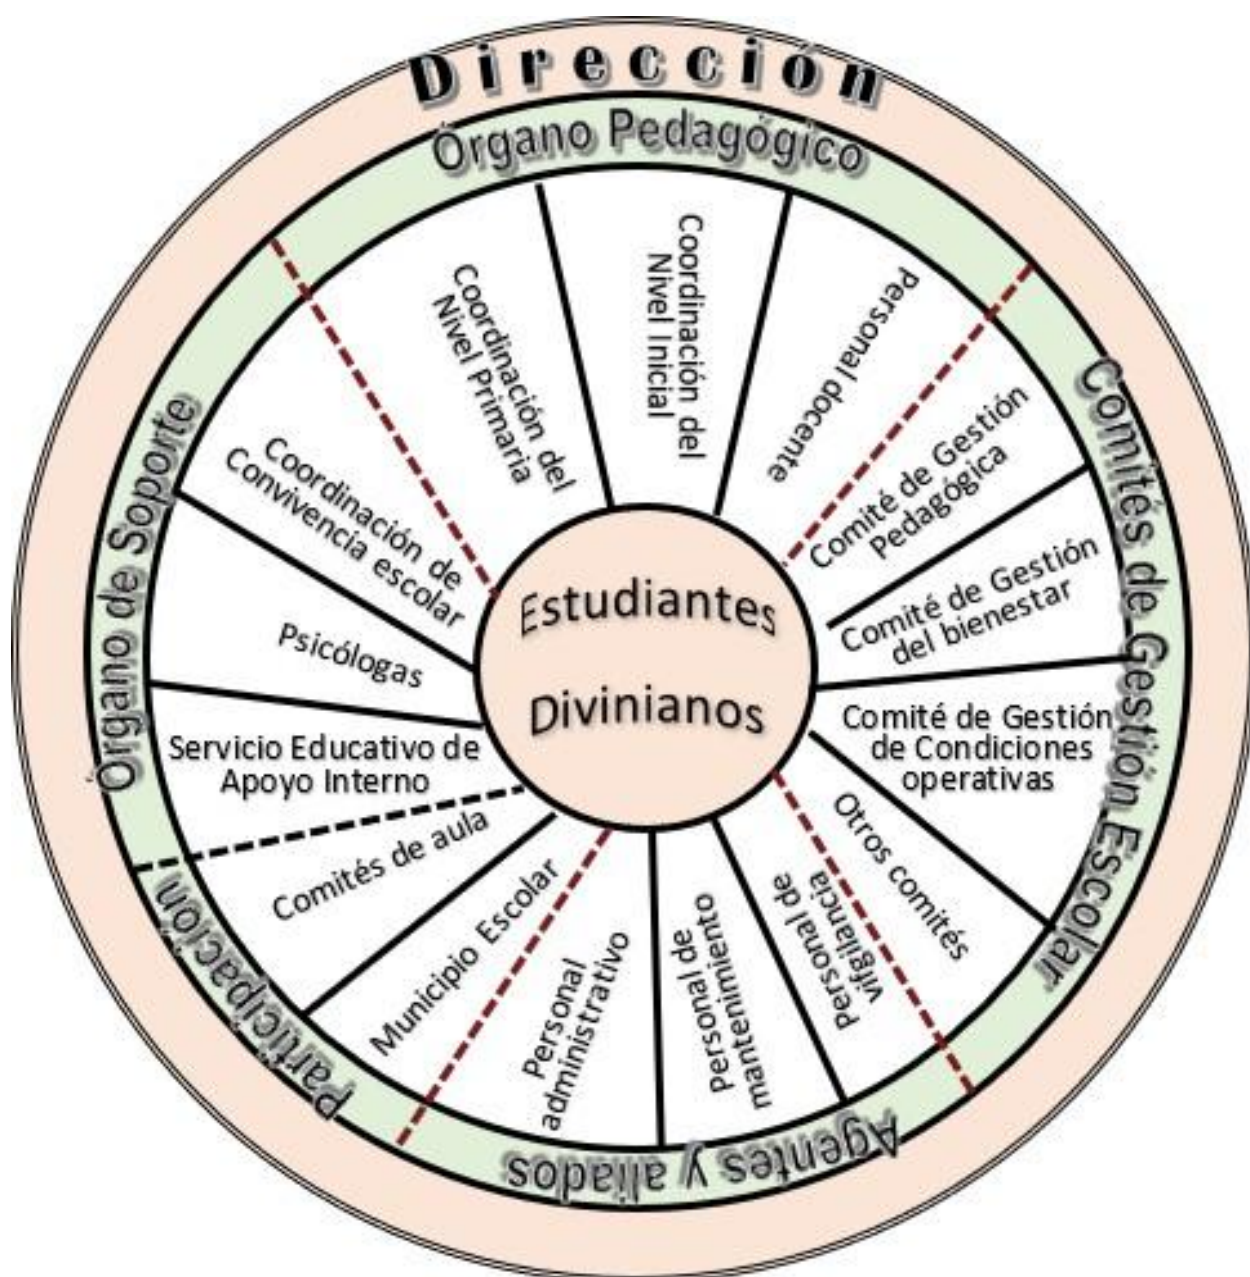 Dirección
Órgano Pedagógico
Coordinación del
Nivel Primaria
Coordinación del
Nivel Inicial
Personal docente
Comités de Gestión Escolar
Comité de Gestión
Pedagógica
Comité de Gestión
del bienestar
Comité de Gestión
de Condiciones
operativas
Otros comités
Agentes y aliados
Personal de
vifgilancia
Personal de
mantenimiento
Personal
administrativo
Participación
Municipio Escolar
Comités de aula
Órgano de Soporte
Servicio Educativo de
Apoyo Interno
Psicólogas
Coordinación de
Convivencia escolar
Estudiantes
Divinianos